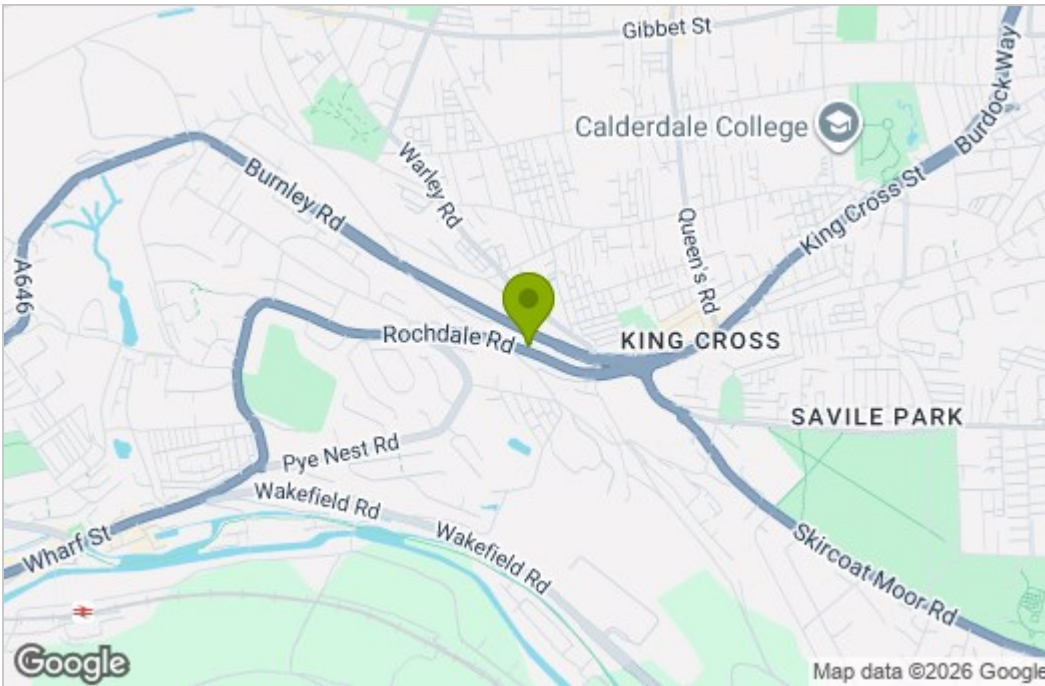 Gibbet St
Calderdale College
Burdock Way
Warley Rd
Burnley Rd
King Cross St
Queen's Rd
A646
Rochdale Rd
KING CROSS
SAVILE PARK
Pye Nest Rd
Wakefield Rd
Wakefield Rd
Wharf St
Skircoat Moor Rd
Google
Map data ©2026 Google